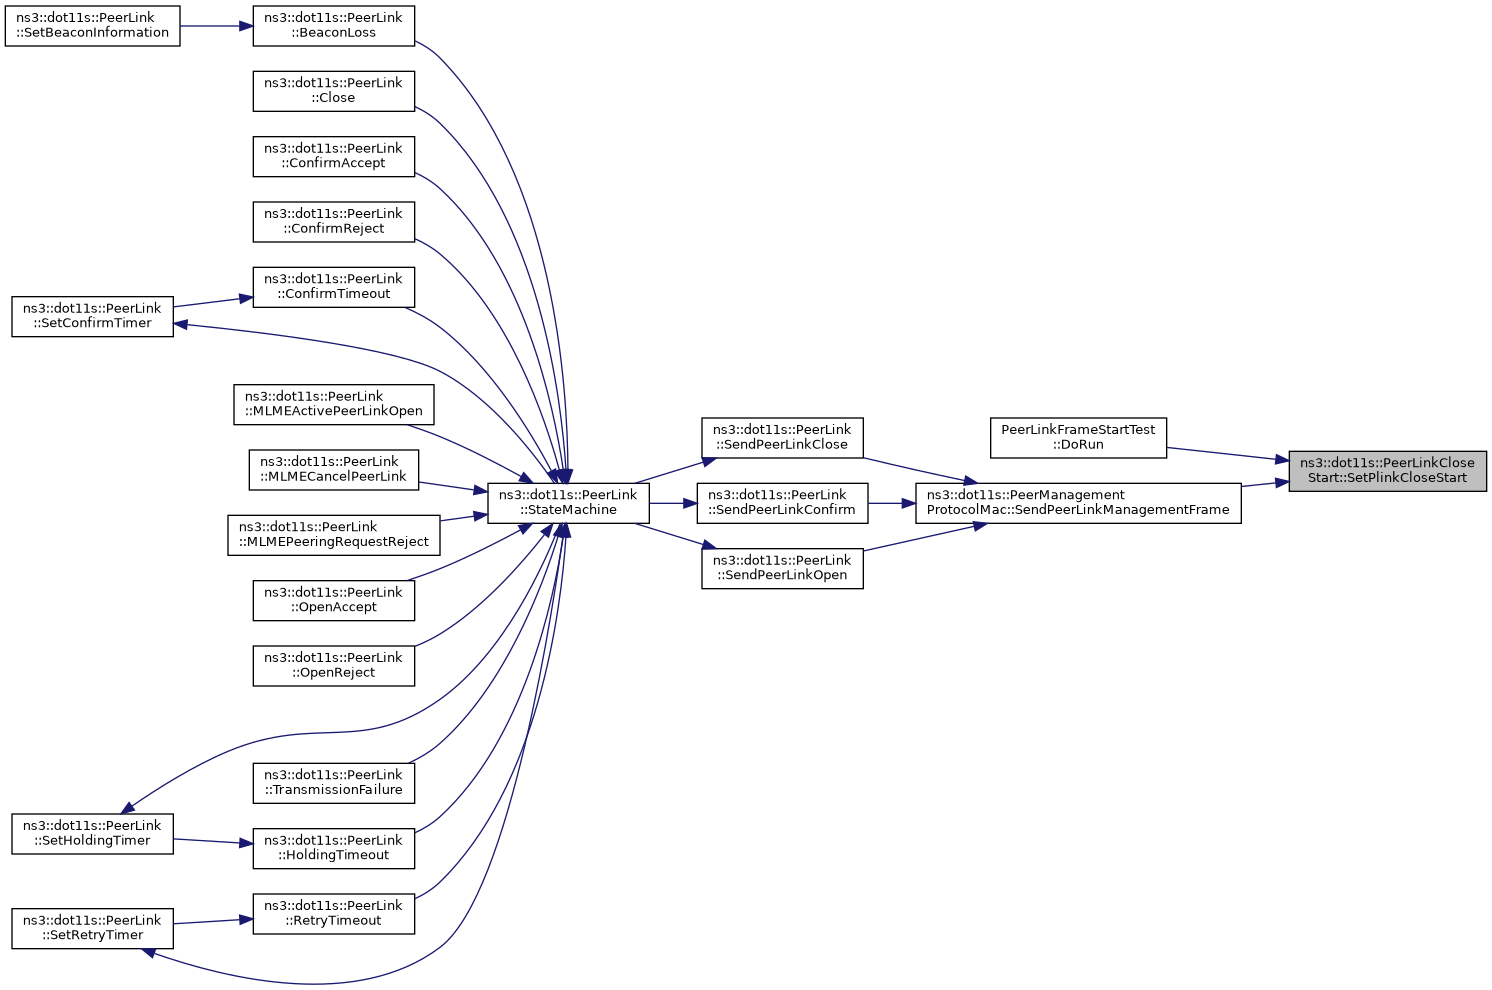 ns3::dot11s::PeerLink
::SetBeaconInformation
ns3::dot11s::PeerLink
::BeaconLoss
ns3::dot11s::PeerLink
::Close
ns3::dot11s::PeerLink
::ConfirmAccept
ns3::dot11s::PeerLink
::ConfirmReject
ns3::dot11s::PeerLink
::ConfirmTimeout
ns3::dot11s::PeerLink
::SetConfirmTimer
ns3::dot11s::PeerLink
::MLMEActivePeerLinkOpen
ns3::dot11s::PeerLink
::MLMECancelPeerLink
ns3::dot11s::PeerLink
::MLMEPeeringRequestReject
ns3::dot11s::PeerLink
::OpenAccept
ns3::dot11s::PeerLink
::OpenReject
ns3::dot11s::PeerLink
::TransmissionFailure
ns3::dot11s::PeerLink
::SetHoldingTimer
ns3::dot11s::PeerLink
::HoldingTimeout
ns3::dot11s::PeerLink
::RetryTimeout
ns3::dot11s::PeerLink
::SetRetryTimer
ns3::dot11s::PeerLink
::StateMachine
ns3::dot11s::PeerLink
::SendPeerLinkClose
ns3::dot11s::PeerLink
::SendPeerLinkConfirm
ns3::dot11s::PeerLink
::SendPeerLinkOpen
PeerLinkFrameStartTest
::DoRun
ns3::dot11s::PeerManagement
ProtocolMac::SendPeerLinkManagementFrame
ns3::dot11s::PeerLinkClose
Start::SetPlinkCloseStart